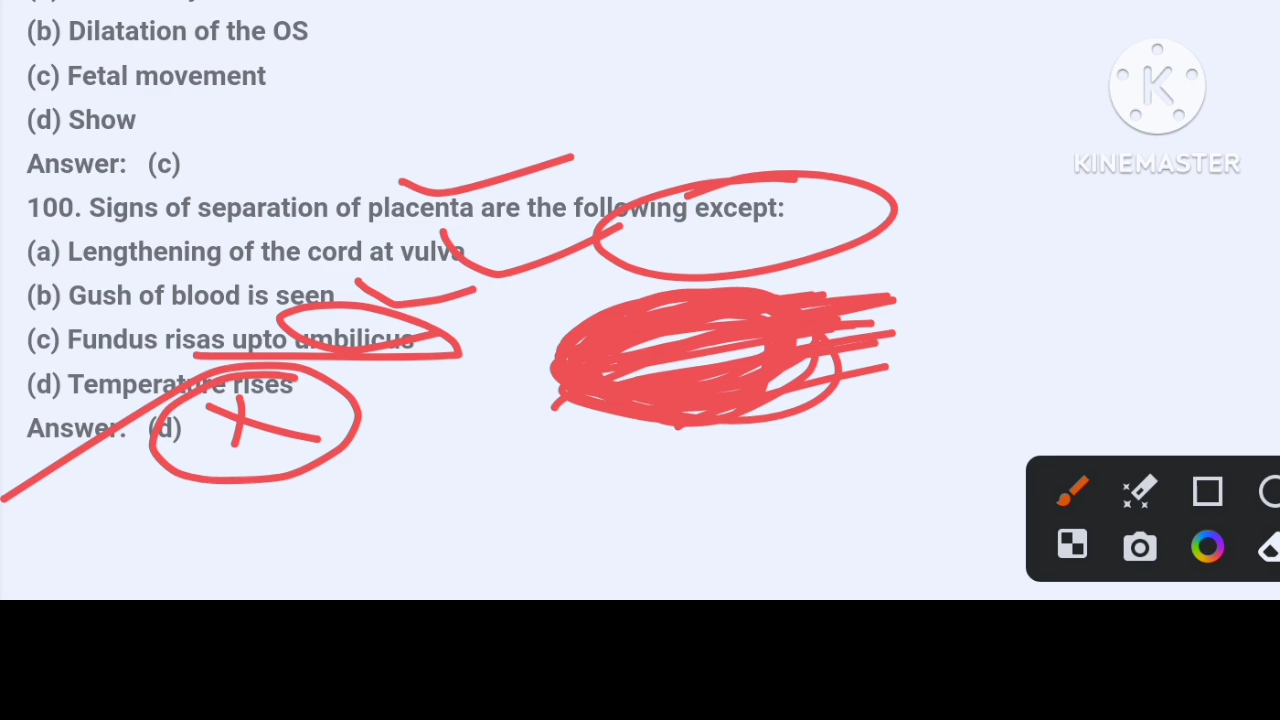 (b) Dilatation of the OS
(c) Fetal movement
(d) Show
Answer: (c)
100. Signs of separation of placenta are the following except:
(a) Lengthening of the cord at vulva
(b) Gush of blood is seen
(c) Fundus risas upto umbilicus
(d) Temperature rises
Answer: (d)
K
KINEMASTER